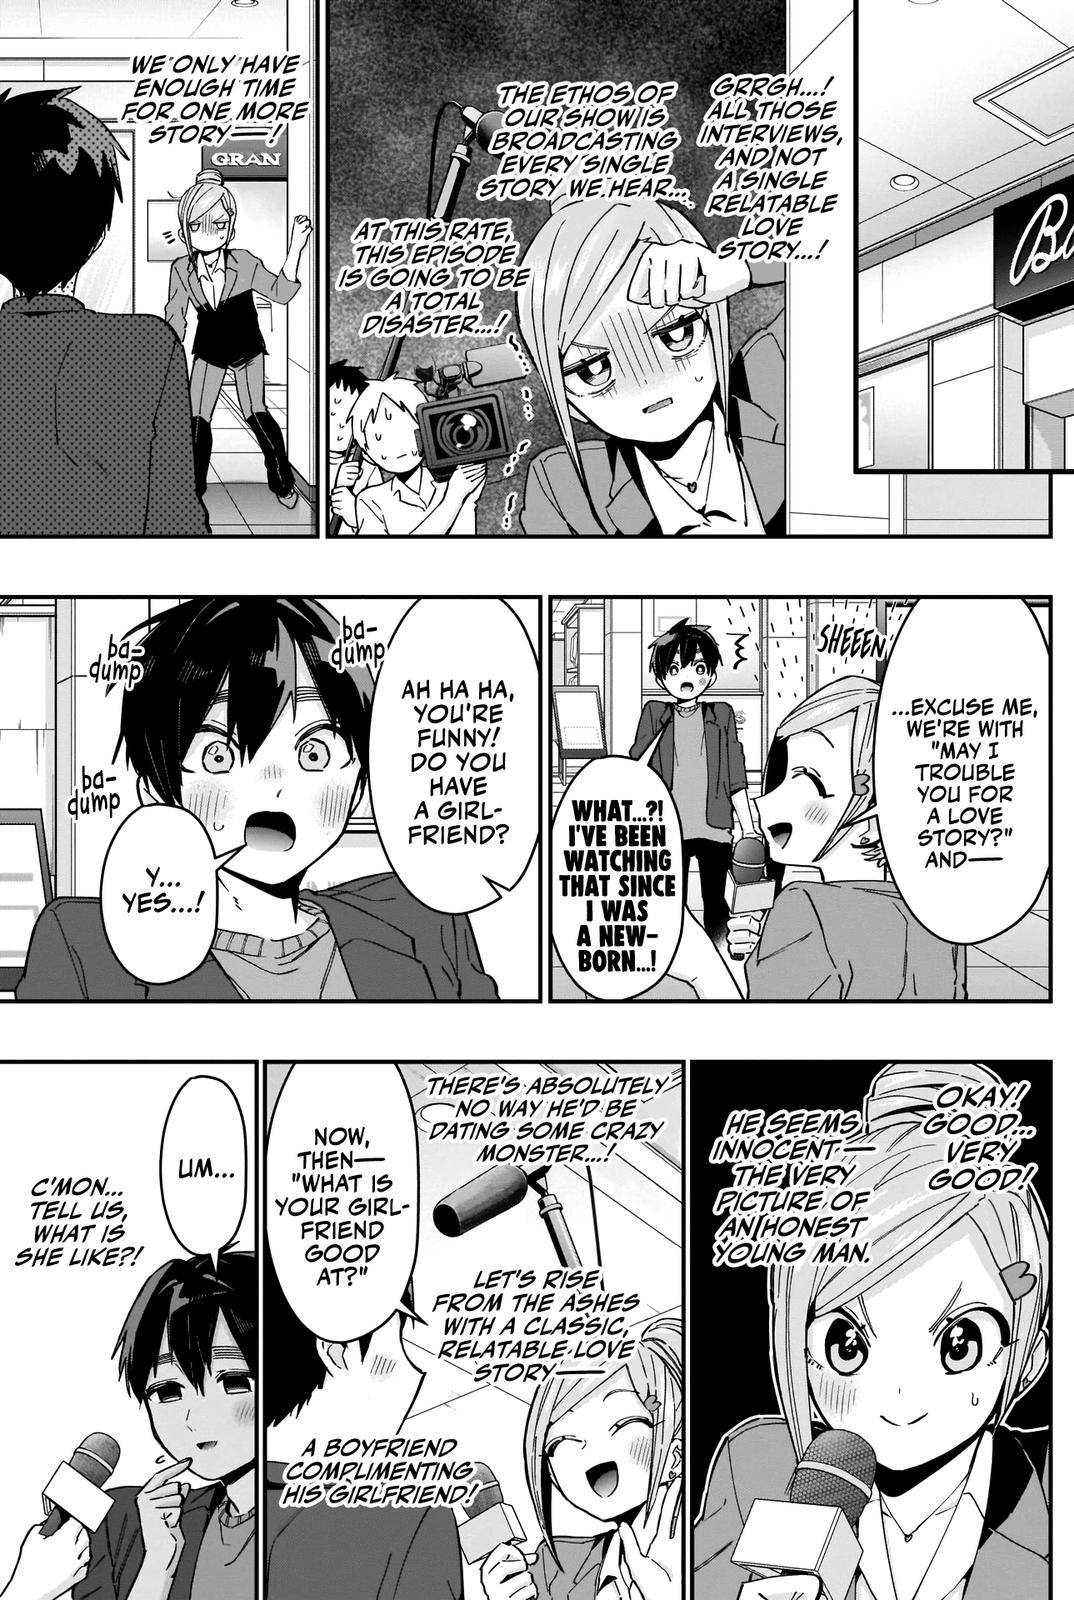 GRRGH...!
ALL THOSE
INTERVIEWS,
AND NOT
A SINGLE
RELATABLE
LOVE
STORY...!
THE ETHOS OF
OUR SHOW IS
BROADCASTING
EVERY SINGLE
STORY WE HEAR...
AT THIS RATE,
THIS EPISODE
IS GOING TO BE
A TOTAL
DISASTER...!
WE ONLY HAVE
ENOUGH TIME
FOR ONE MORE
STORY——!
GRAN
...EXCUSE ME,
WE'RE WITH
"MAY I
TROUBLE
YOU FOR
A LOVE
STORY?"
AND——
SHEEEN
WHAT...?!
I'VE BEEN
WATCHING
THAT SINCE
I WAS
A NEW-
BORN...!
AH HA HA,
YOU'RE
FUNNY!
DO YOU
HAVE
A GIRL-
FRIEND?
ba-
dump
ba-
dump
ba-
dump
Y...
YES...!
OKAY!
GOOD...
VERY
GOOD!
HE SEEMS
INNOCENT——
THE VERY
PICTURE OF
AN HONEST
YOUNG MAN.
THERE'S ABSOLUTELY
NO WAY HE'D BE
DATING SOME CRAZY
MONSTER...!
NOW,
THEN——
"WHAT IS
YOUR GIRL-
FRIEND
GOOD
AT?"
LET'S RISE
FROM THE ASHES
WITH A CLASSIC,
RELATABLE LOVE
STORY——
A BOYFRIEND
COMPLIMENTING
HIS GIRLFRIEND!
UM...
C'MON...
TELL US,
WHAT IS
SHE LIKE?!